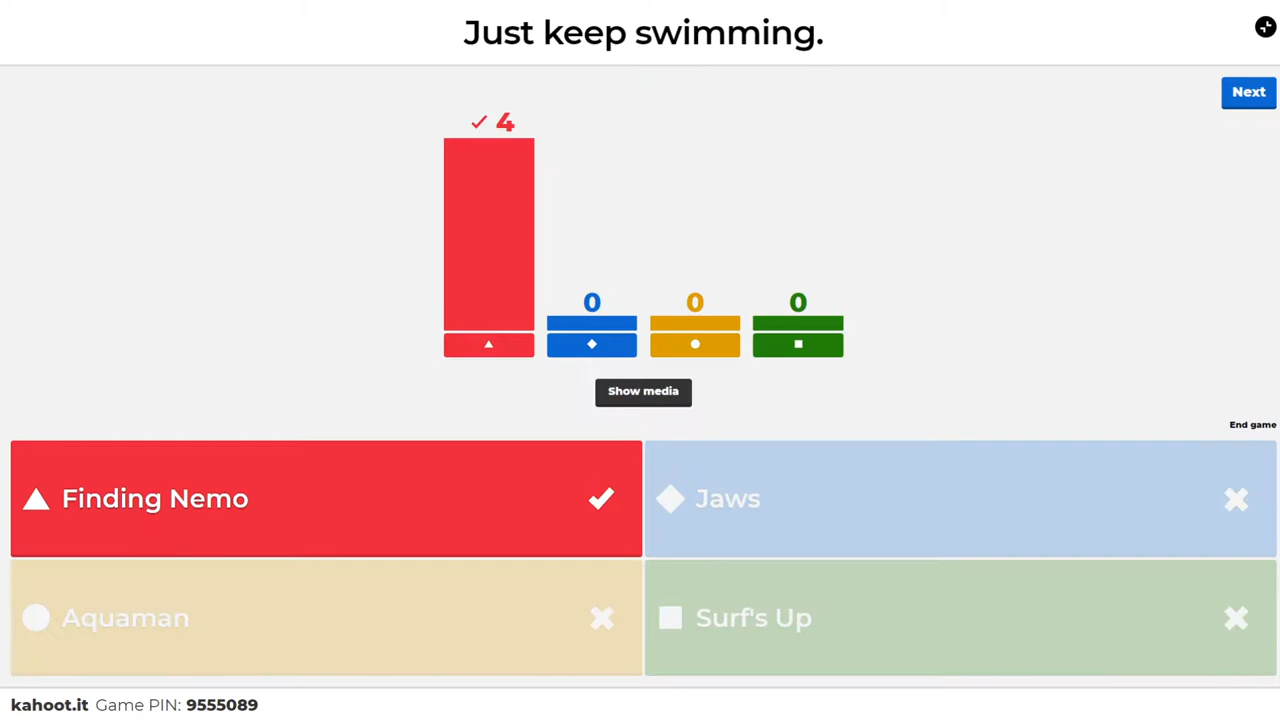 Just keep swimming.
Next
4
0
0
0
Show media
End game
Finding Nemo
Jaws
Aquaman
Surf's Up
kahoot.it Game PIN: 9555089